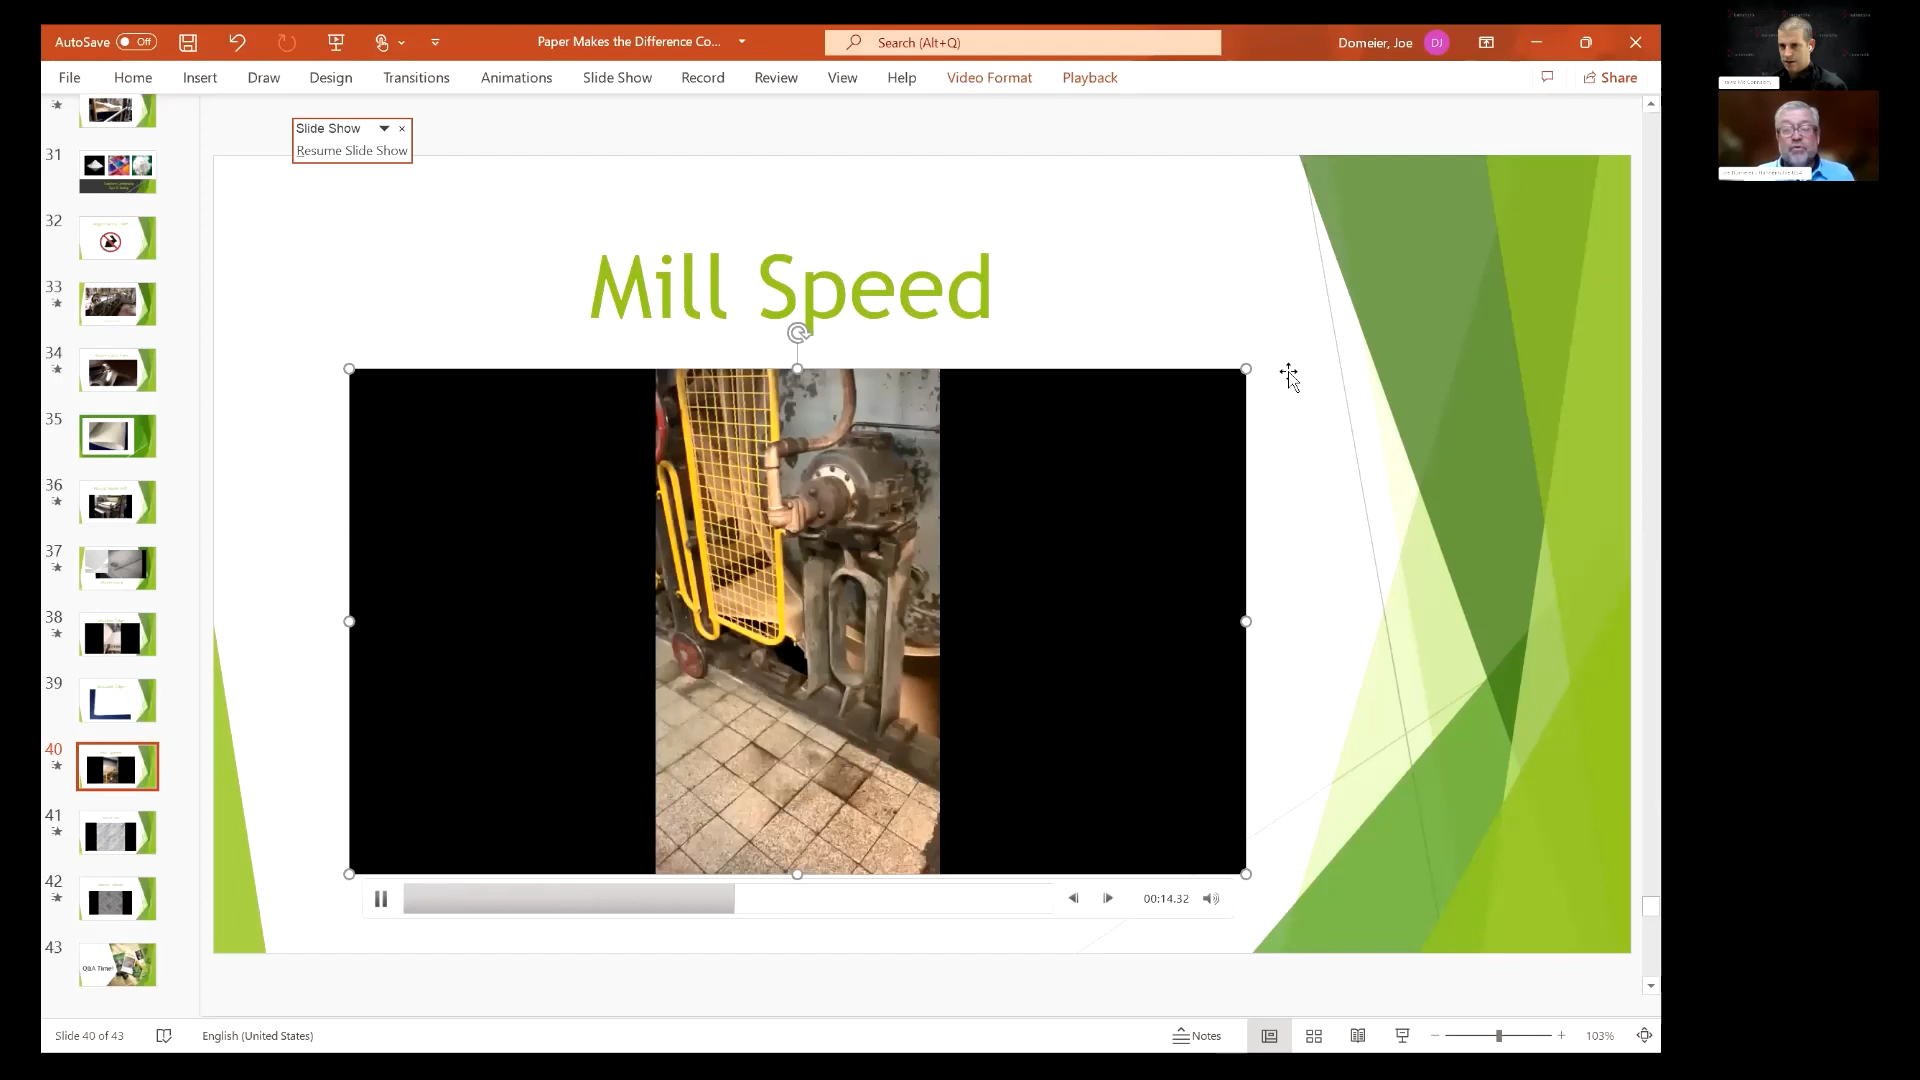 AutoSave Off
Paper Makes the Difference Co...
Search (Alt+Q)
Domeier, Joe
DJ
File Home Insert Draw Design Transitions Animations Slide Show Record Review View Help Video Format Playback
Share
Slide Show
Resume Slide Show
31
32
33
34
35
36
37
38
39
40
41
42
43
Q&A Time!
Mill Speed
00:14.32
Slide 40 of 43
English (United States)
Notes
103%